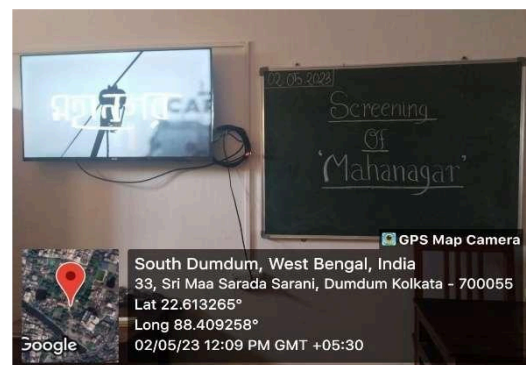 মহানগর
02.05.2023
Screening
Of
'Mahanagar'
GPS Map Camera
South Dumdum, West Bengal, India
33, Sri Maa Sarada Sarani, Dumdum Kolkata - 700055
Lat 22.613265°
Long 88.409258°
02/05/23 12:09 PM GMT +05:30
Google